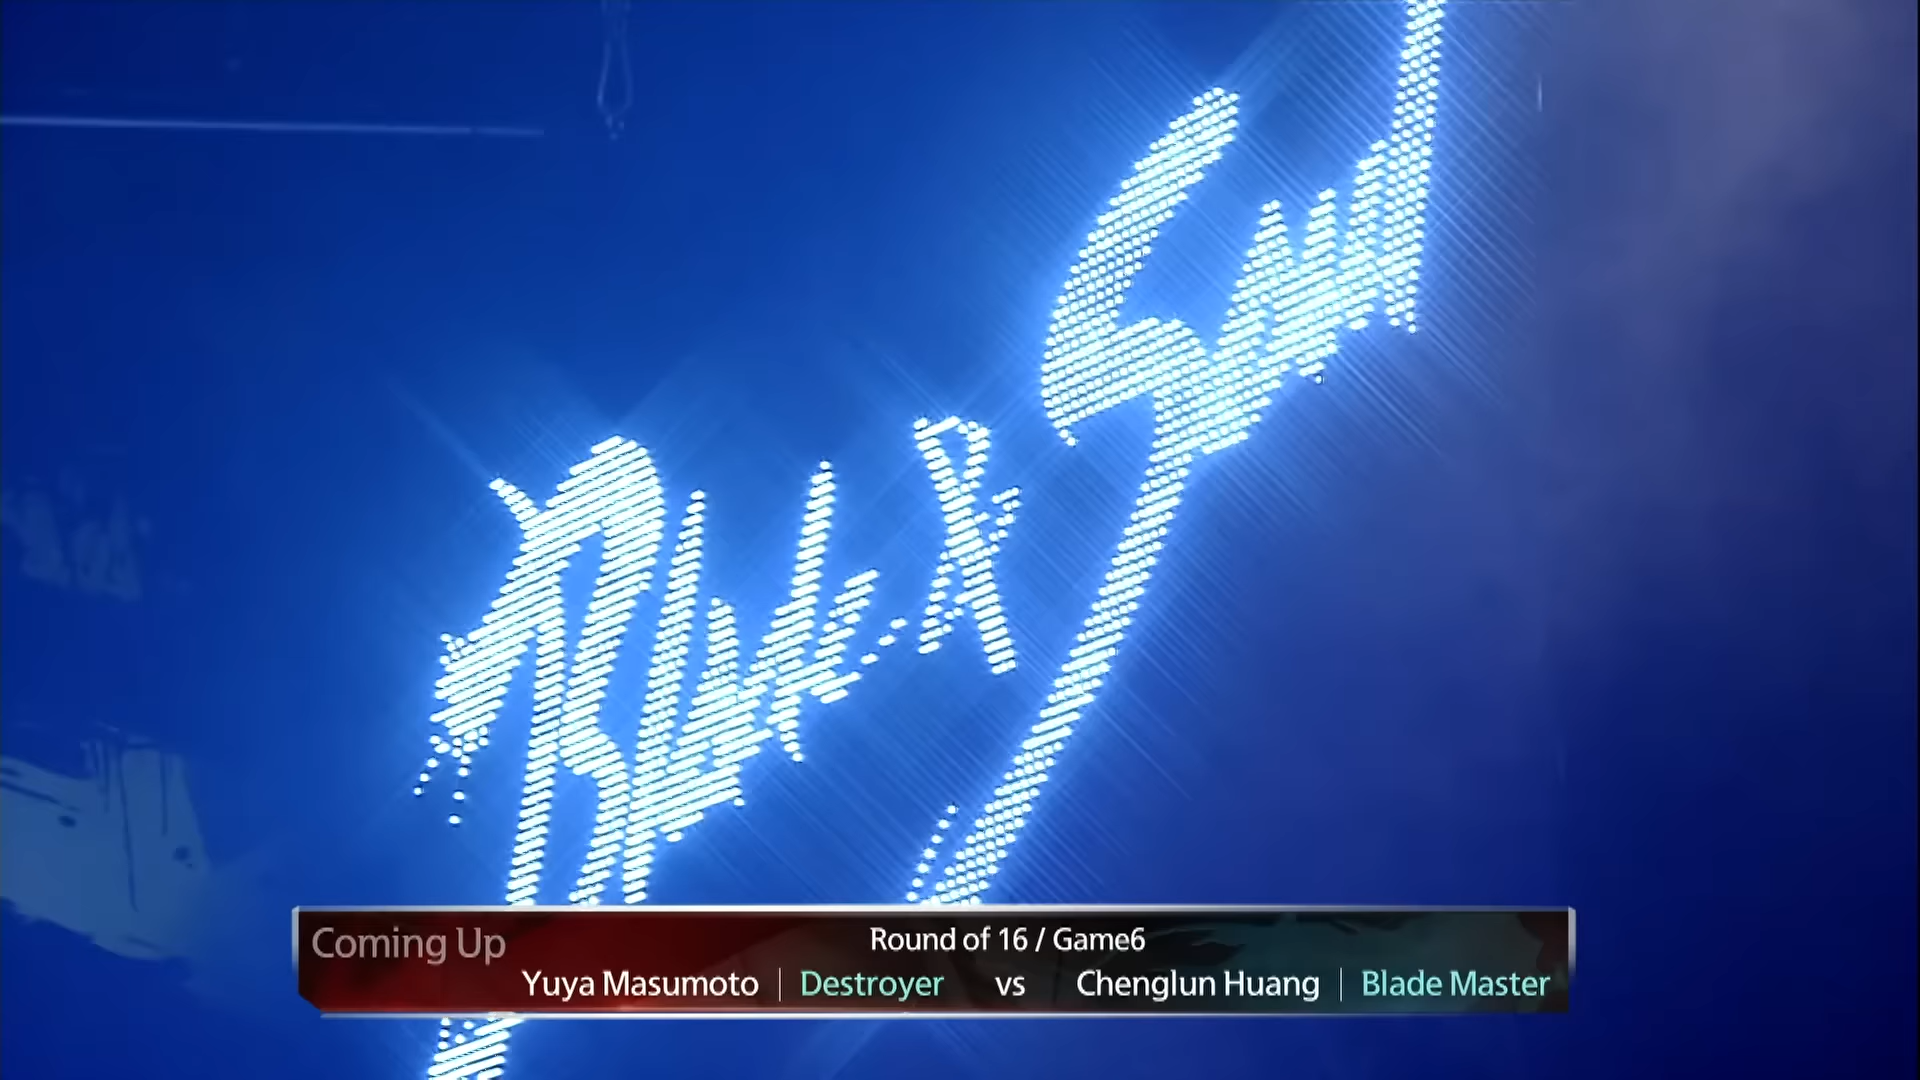 Blade & Soul
Coming Up
Round of 16 / Game6
Yuya Masumoto | Destroyer vs Chenglun Huang | Blade Master